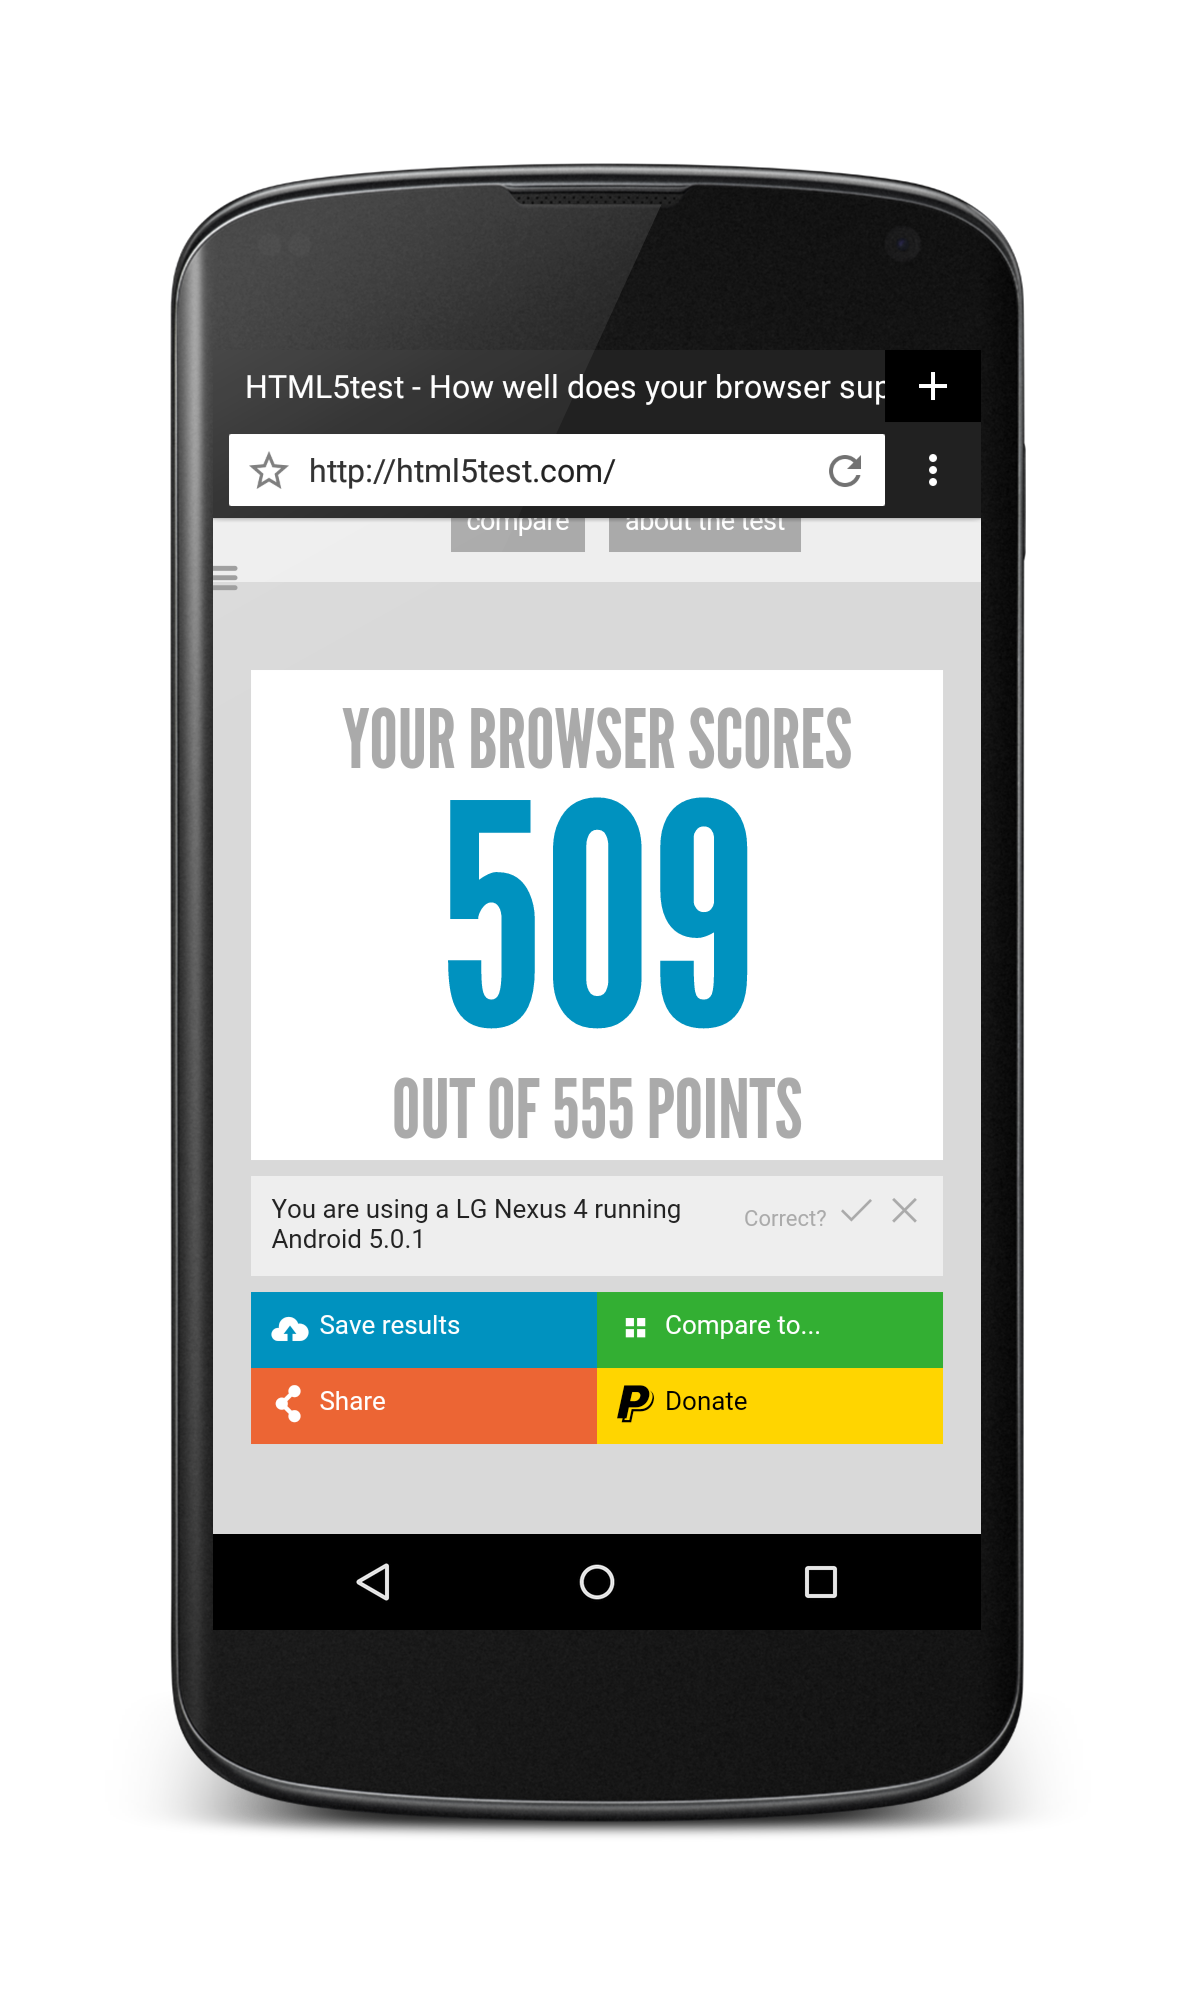 HTML5test - How well does your browser sup
http://html5test.com/
compare
about the test
YOUR BROWSER SCORES
509
OUT OF 555 POINTS
You are using a LG Nexus 4 running
Android 5.0.1
Correct?
Save results
Compare to...
Share
Donate